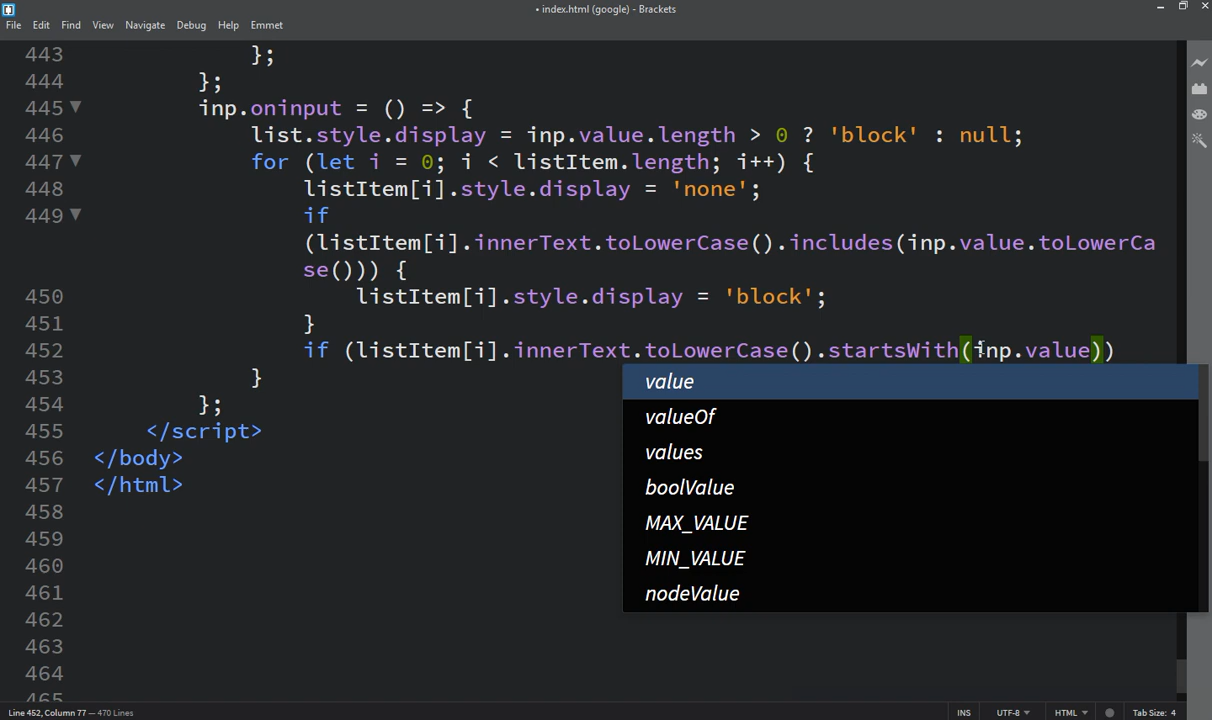 • index.html (google) - Brackets
File Edit Find View Navigate Debug Help Emmet
443 };
444 };
445 inp.oninput = () => {
446 list.style.display = inp.value.length > 0 ? 'block' : null;
447 for (let i = 0; i < listItem.length; i++) {
448 listItem[i].style.display = 'none';
449 if
(listItem[i].innerText.toLowerCase().includes(inp.value.toLowerCa
se())) {
450 listItem[i].style.display = 'block';
451 }
452 if (listItem[i].innerText.toLowerCase().startsWith(inp.value))
453 }
454 };
455 </script>
456 </body>
457 </html>
458
459
460
461
462
463
464
465
value
valueOf
values
boolValue
MAX_VALUE
MIN_VALUE
nodeValue
Line 452, Column 77 — 470 Lines INS UTF-8 HTML Tab Size: 4